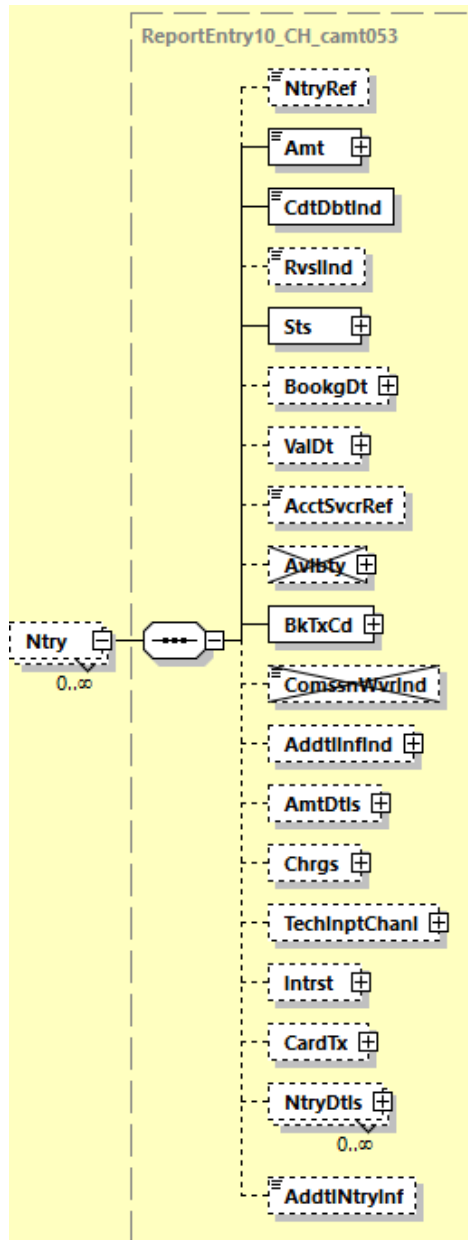 ReportEntry10_CH_camt053
NtryRef
Amt
CdtDbtInd
RvslInd
Sts
BookgDt
ValDt
AcctSvcrRef
Avlbty
Ntry
0..∞
BkTxCd
ComssnWvrInd
AddtlInfInd
AmtDtls
Chrgs
TechInptChanl
Intrst
CardTx
NtryDtls
0..∞
AddtlNtryInf